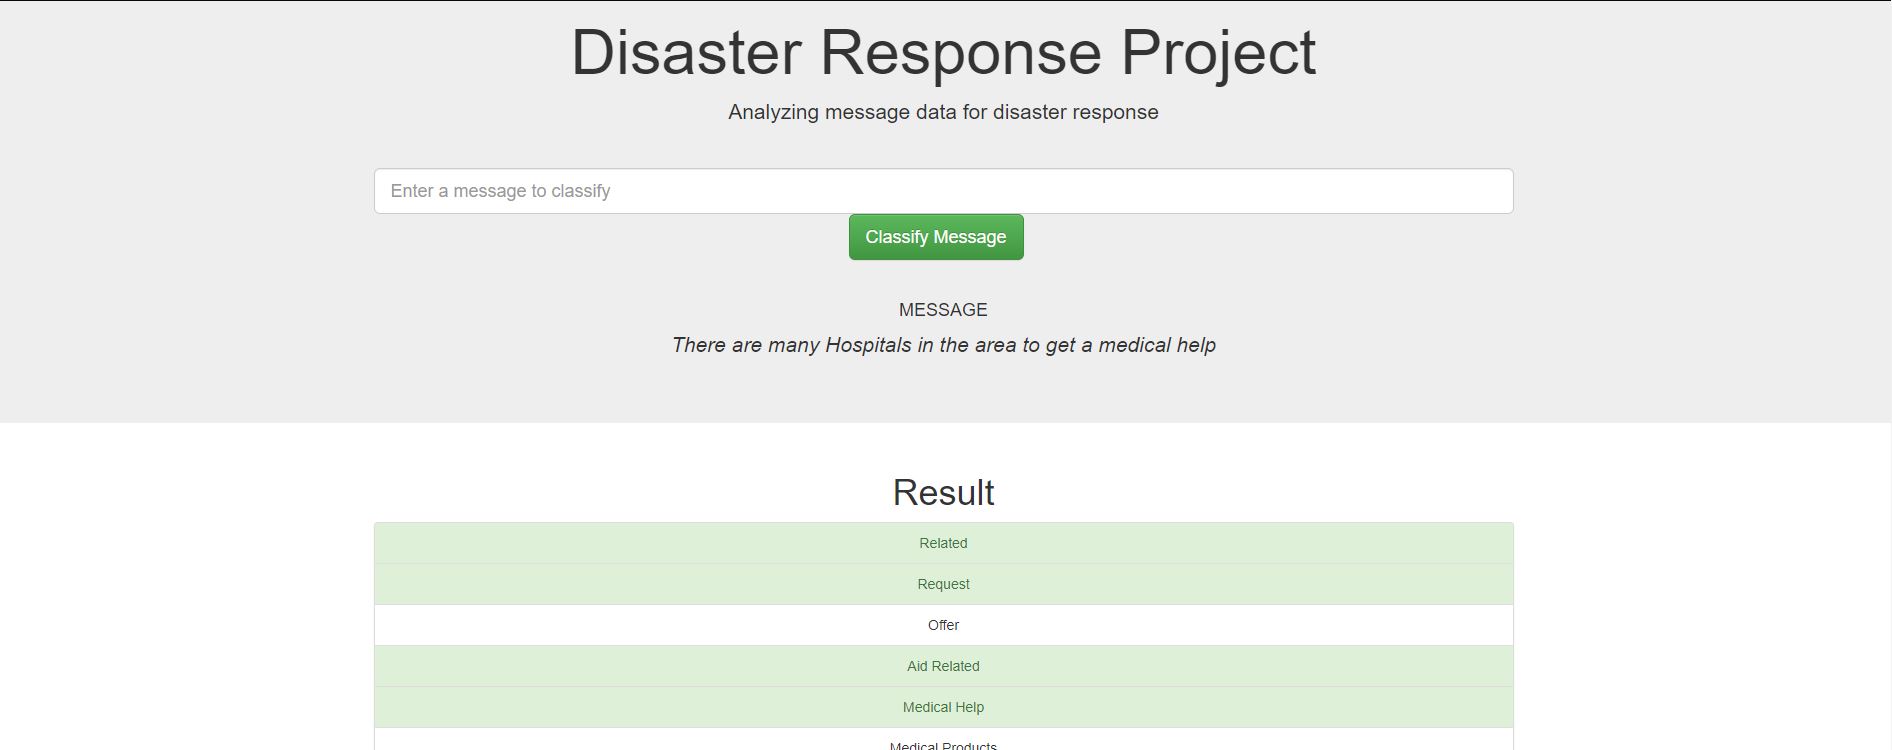 Disaster Response Project
Analyzing message data for disaster response
Enter a message to classify
Classify Message
MESSAGE
There are many Hospitals in the area to get a medical help
Result
Related
Request
Offer
Aid Related
Medical Help
Medical Products